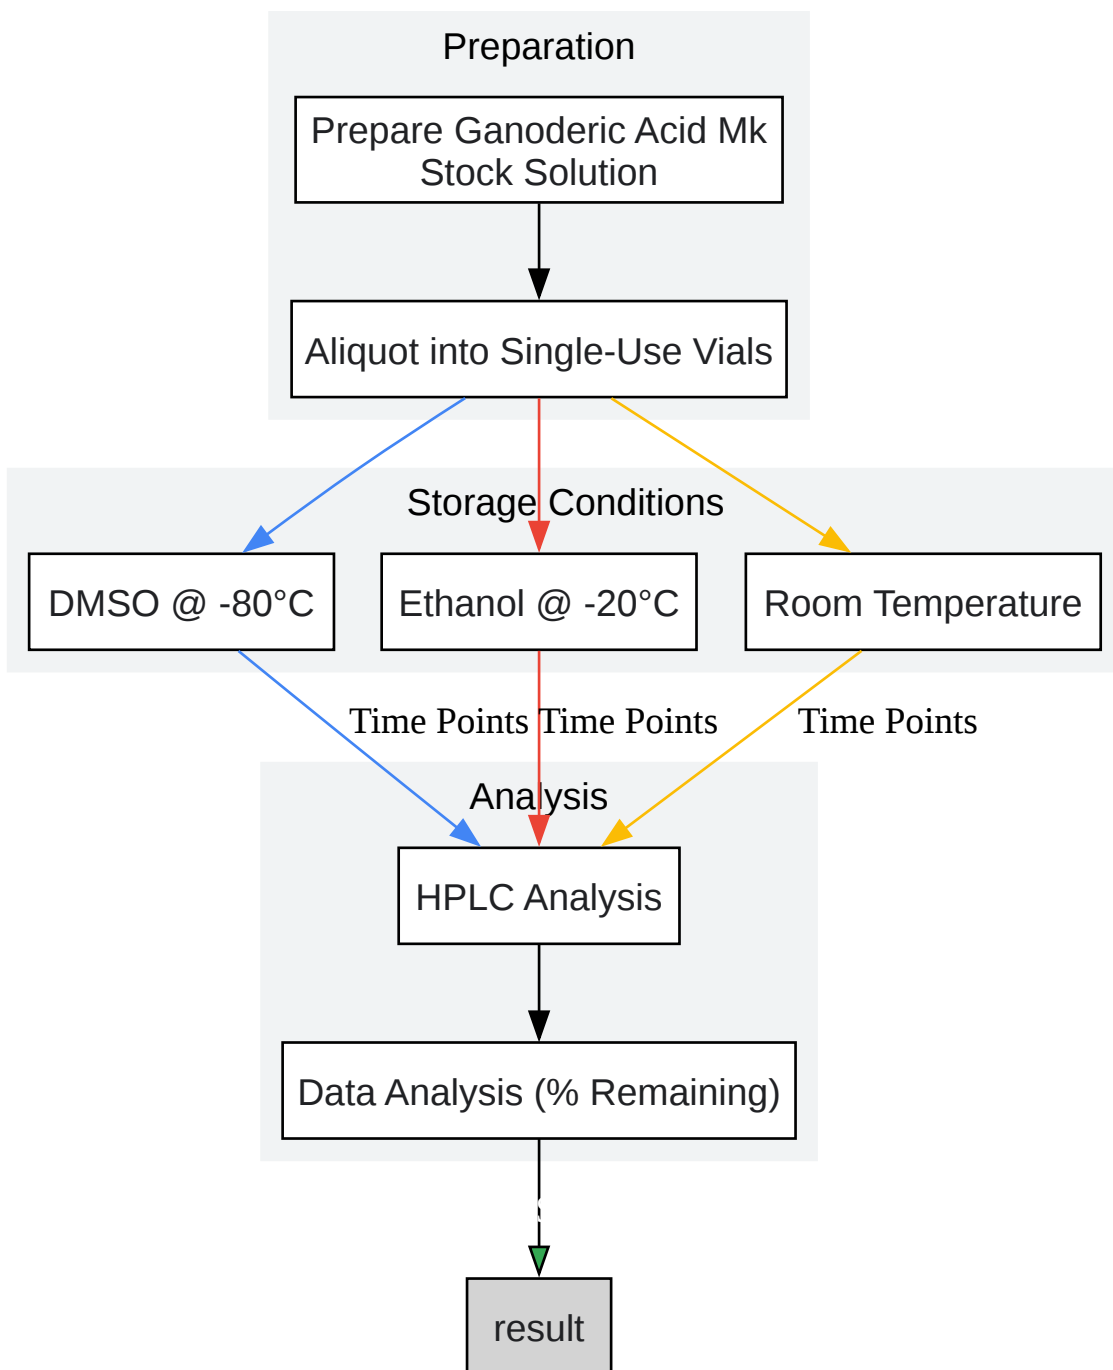 Preparation
Prepare Ganoderic Acid Mk
Stock Solution
Aliquot into Single-Use Vials
Storage Conditions
DMSO @ -80°C
Ethanol @ -20°C
Room Temperature
Time Points
Time Points
Time Points
Analysis
HPLC Analysis
Data Analysis (% Remaining)
result